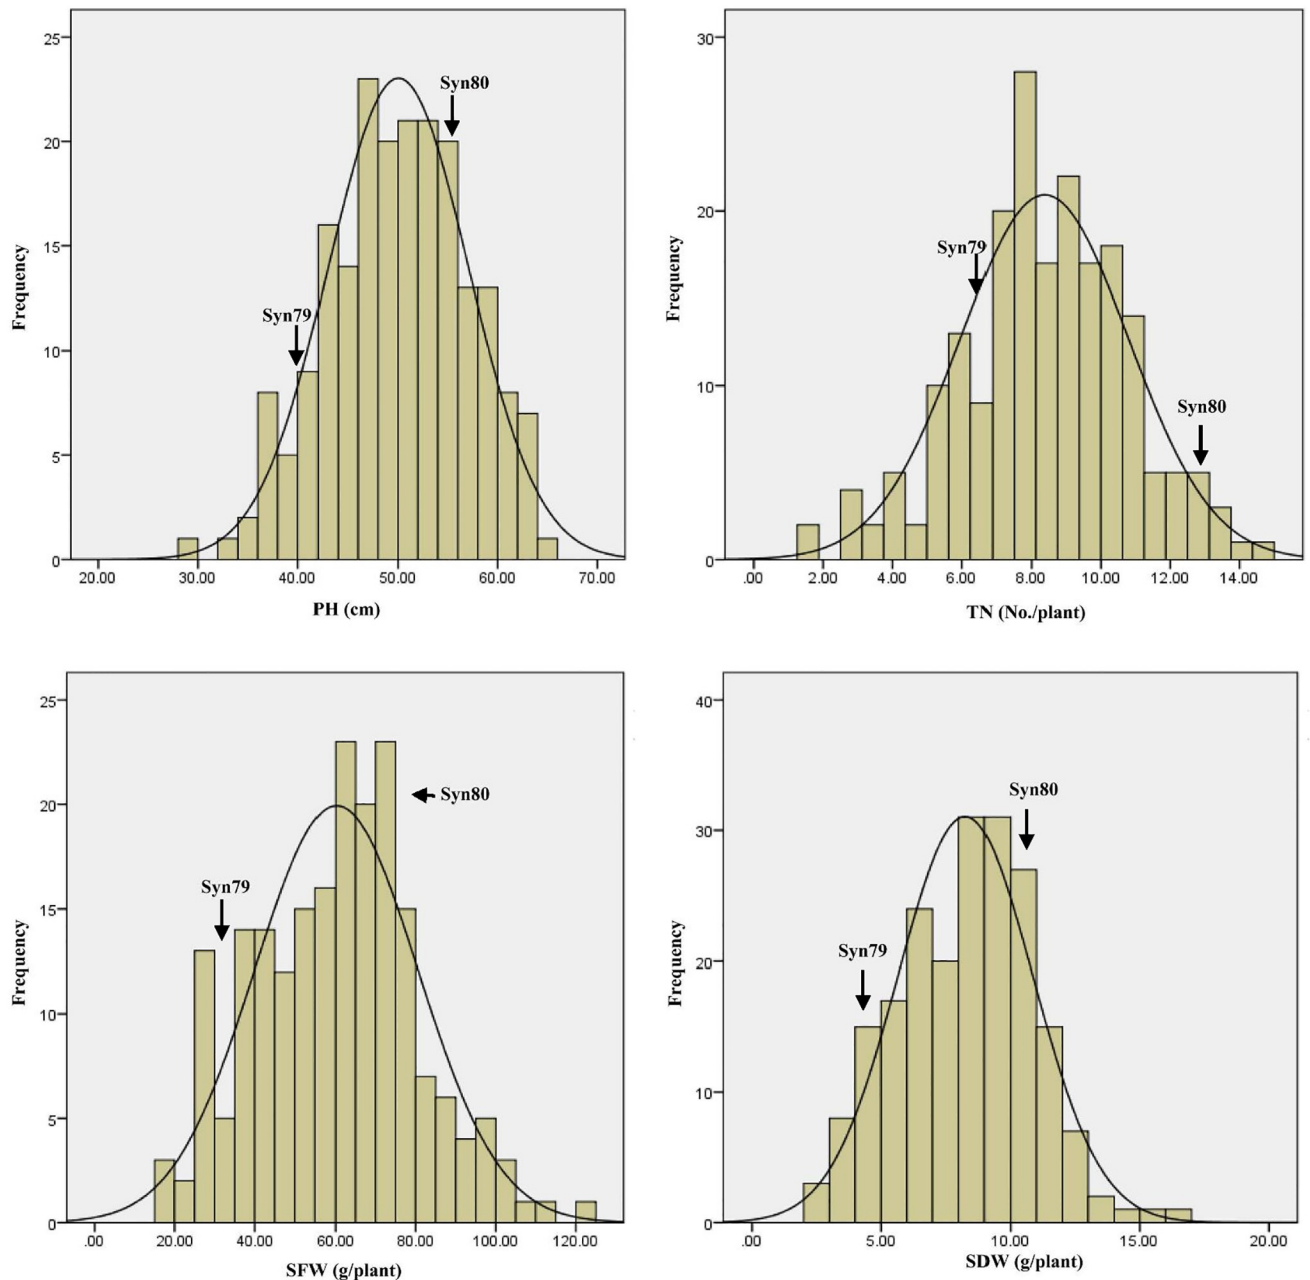 25
20
15
10
5
0
Frequency
Syn79
Syn80
20.00 30.00 40.00 50.00 60.00 70.00
PH (cm)
30
20
10
0
Frequency
Syn79
Syn80
.00 2.00 4.00 6.00 8.00 10.00 12.00 14.00
TN (No./plant)
25
20
15
10
5
0
Frequency
Syn79
Syn80
.00 20.00 40.00 60.00 80.00 100.00 120.00
SFW (g/plant)
40
30
20
10
0
Frequency
Syn79
Syn80
.00 5.00 10.00 15.00 20.00
SDW (g/plant)